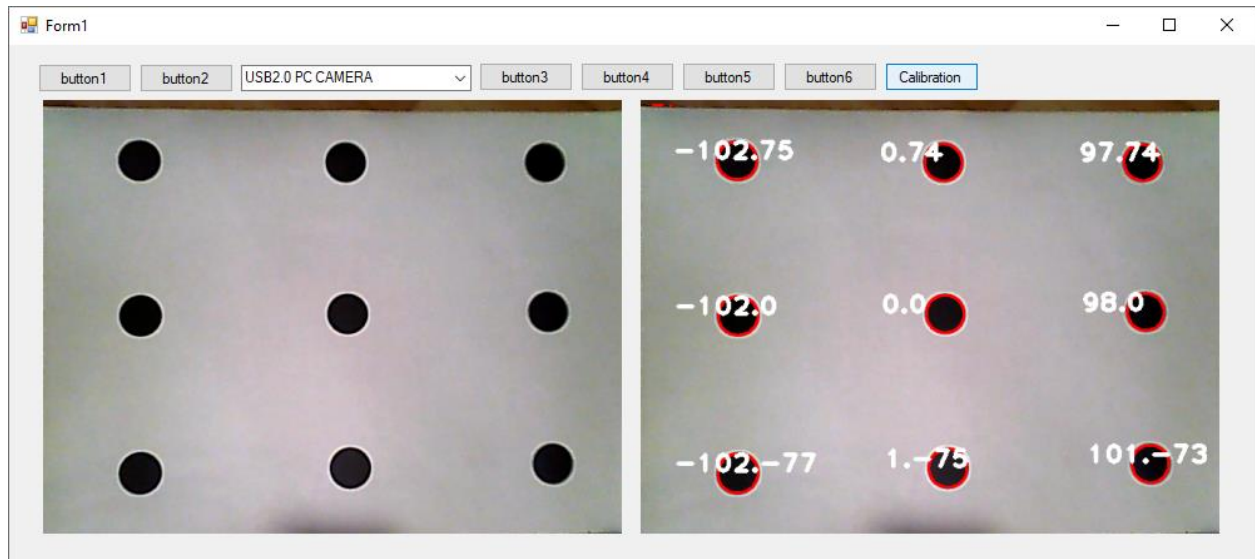 Form1
button1 button2 USB2.0 PC CAMERA button3 button4 button5 button6 Calibration
-102.75 0.74 97.74
-102.0 0.0 98.0
-102.-77 1.-75 101.-73